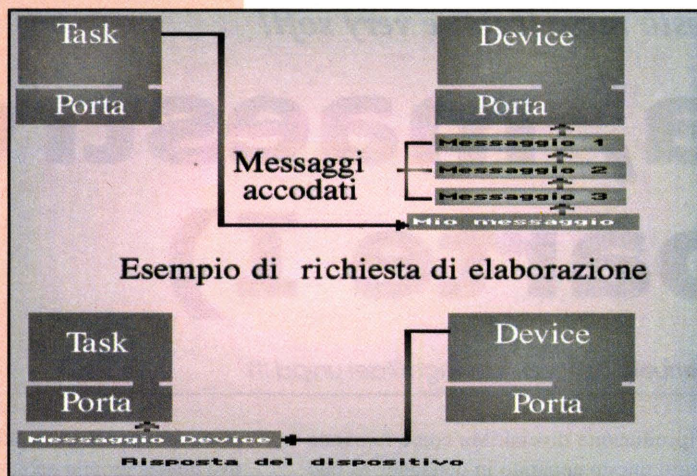 Task
Device
Porta
Porta
Messaggio 1
Messaggi
accodati
Messaggio 2
Messaggio 3
Mio messaggio
Esempio di richiesta di elaborazione
Task
Device
Porta
Porta
Messaggio Device
Risposta del dispositivo